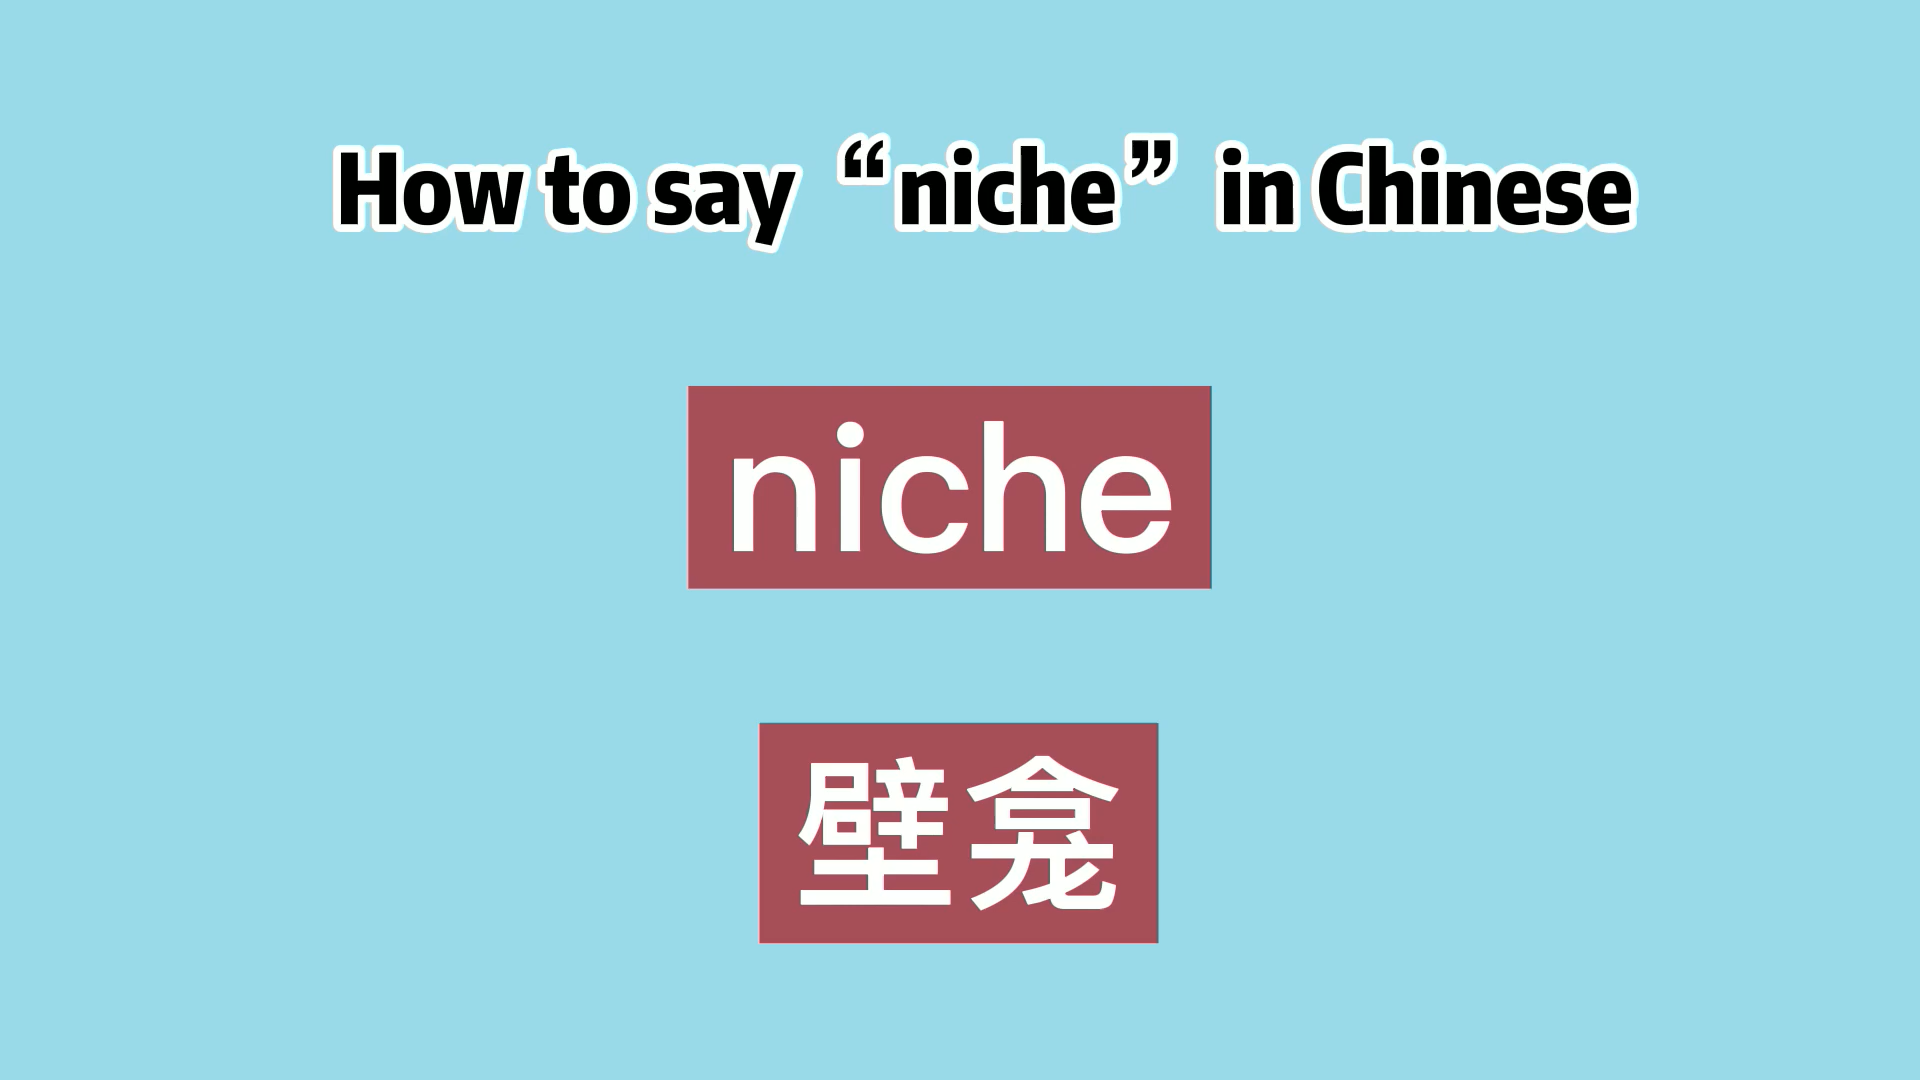 How to say “niche” in Chinese
niche
壁龛